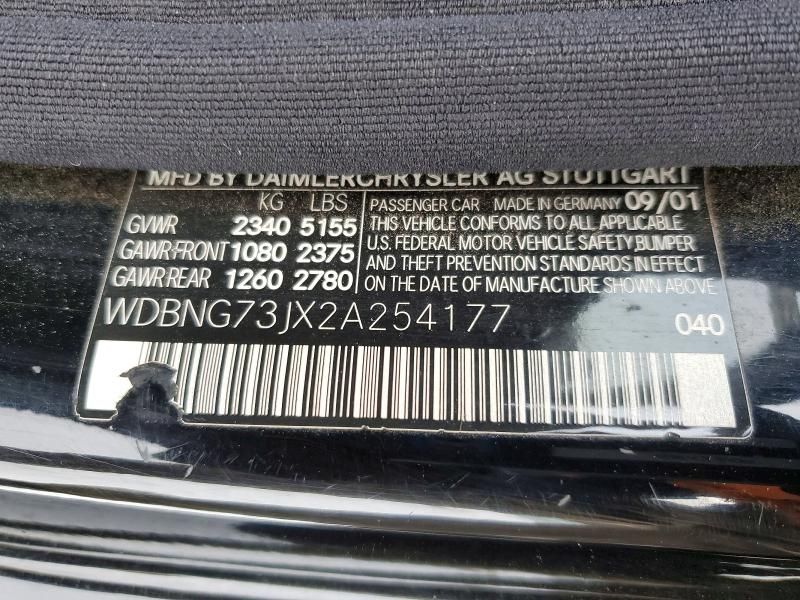 MFD BY DAIMLERCHRYSLER AG STUTTGART
KG LBS
GVWR 2340 5155
GAWR-FRONT 1080 2375
GAWR REAR 1260 2780
PASSENGER CAR MADE IN GERMANY 09/01
THIS VEHICLE CONFORMS TO ALL APPLICABLE
U.S. FEDERAL MOTOR VEHICLE SAFETY BUMPER
AND THEFT PREVENTION STANDARDS IN EFFECT
ON THE DATE OF MANUFACTURE SHOWN ABOVE
WDBNG73JX2A254177 040